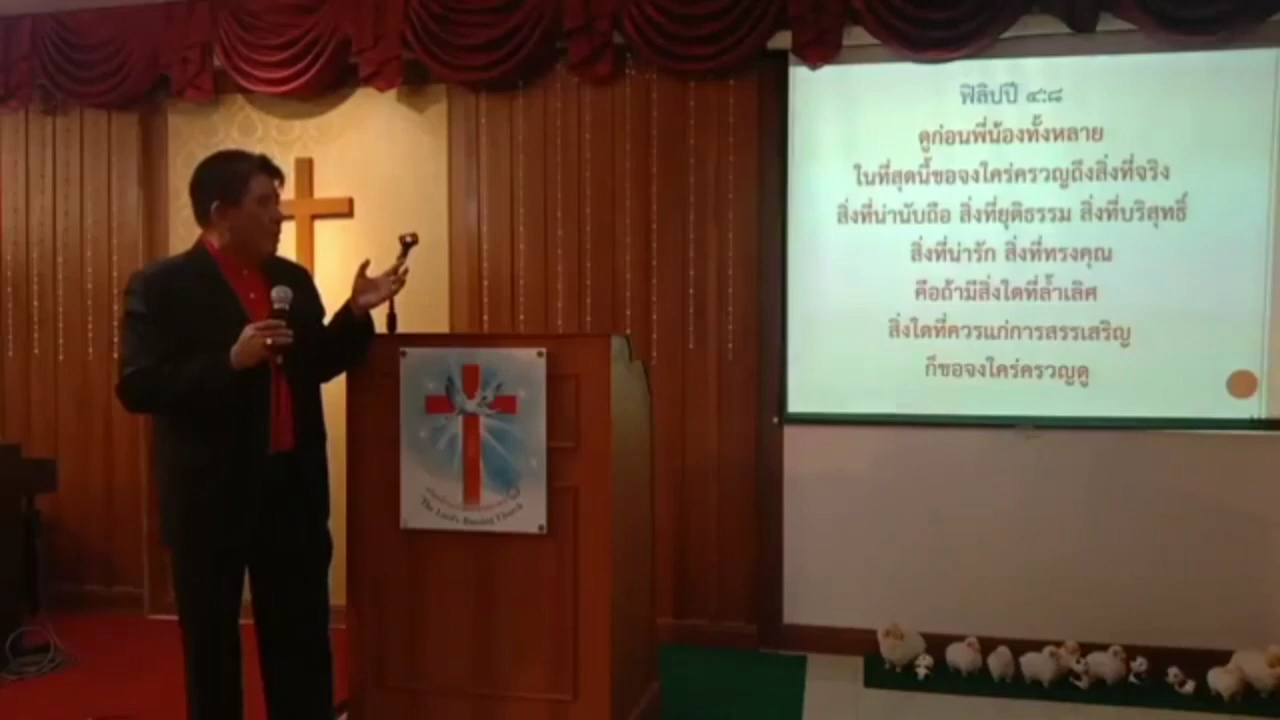 ฟีลิปปี ๔:๘
ดูก่อนพี่น้องทั้งหลาย
ในที่สุดนี้ขอจงใคร่ครวญถึงสิ่งที่จริง
สิ่งที่น่านับถือ สิ่งที่ยุติธรรม สิ่งที่บริสุทธิ์
สิ่งที่น่ารัก สิ่งที่ทรงคุณ
คือถ้ามีสิ่งใดที่ล้ำเลิศ
สิ่งใดที่ควรแก่การสรรเสริญ
ก็ขอจงใคร่ครวญดู
The Lord's Blessing Church